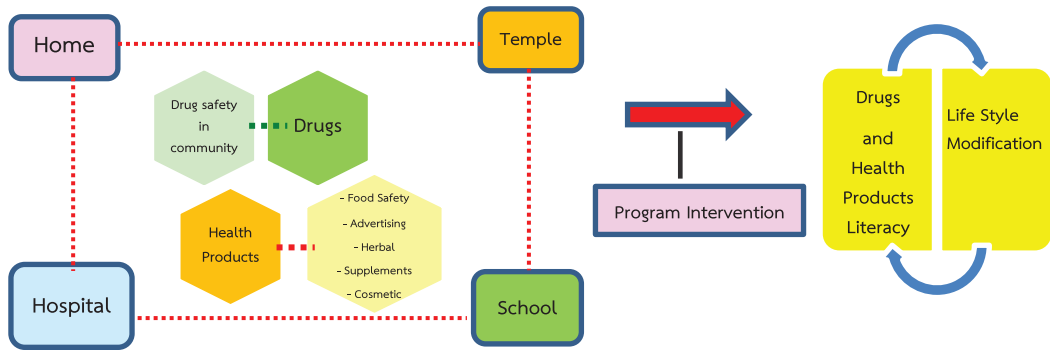 Home
Temple
Drug safety
in
community
Drugs
Health
Products
- Food Safety
- Advertising
- Herbal
- Supplements
- Cosmetic
Hospital
School
Program Intervention
Drugs
and
Health
Products
Literacy
Life Style
Modification